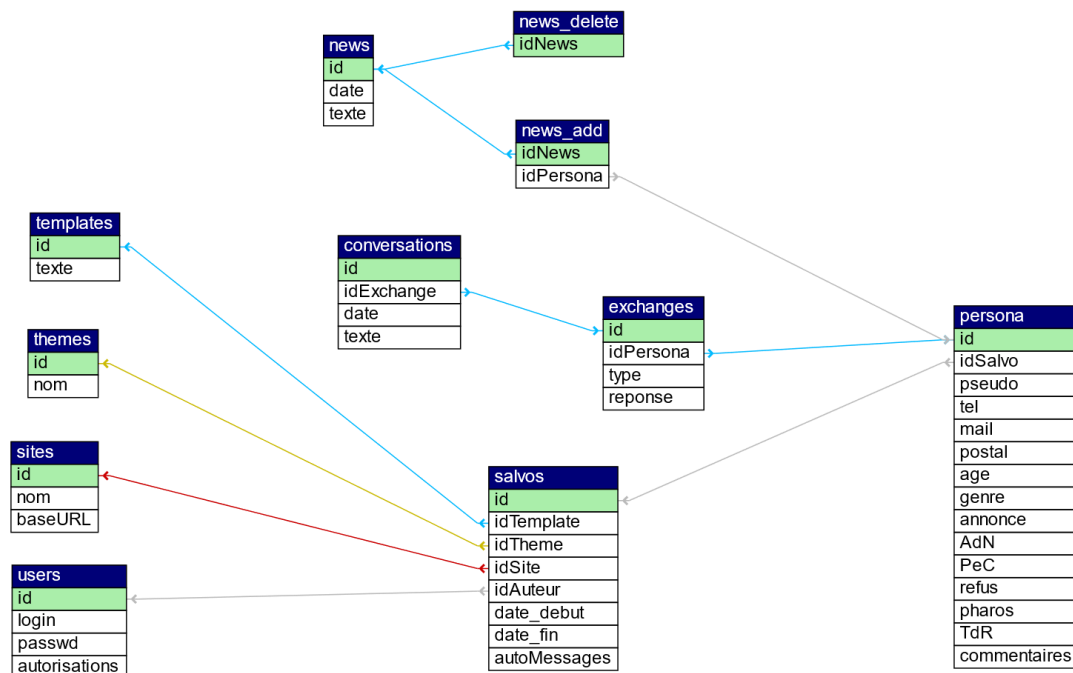 news_delete
idNews
news
id
date
texte
news_add
idNews
idPersona
templates
id
texte
conversations
id
idExchange
date
texte
exchanges
id
idPersona
type
reponse
persona
id
idSalvo
pseudo
tel
mail
postal
age
genre
annonce
AdN
PeC
refus
pharos
TdR
commentaires
themes
id
nom
sites
id
nom
baseURL
salvos
id
idTemplate
idTheme
idSite
idAuteur
date_debut
date_fin
autoMessages
users
id
login
passwd
autorisations